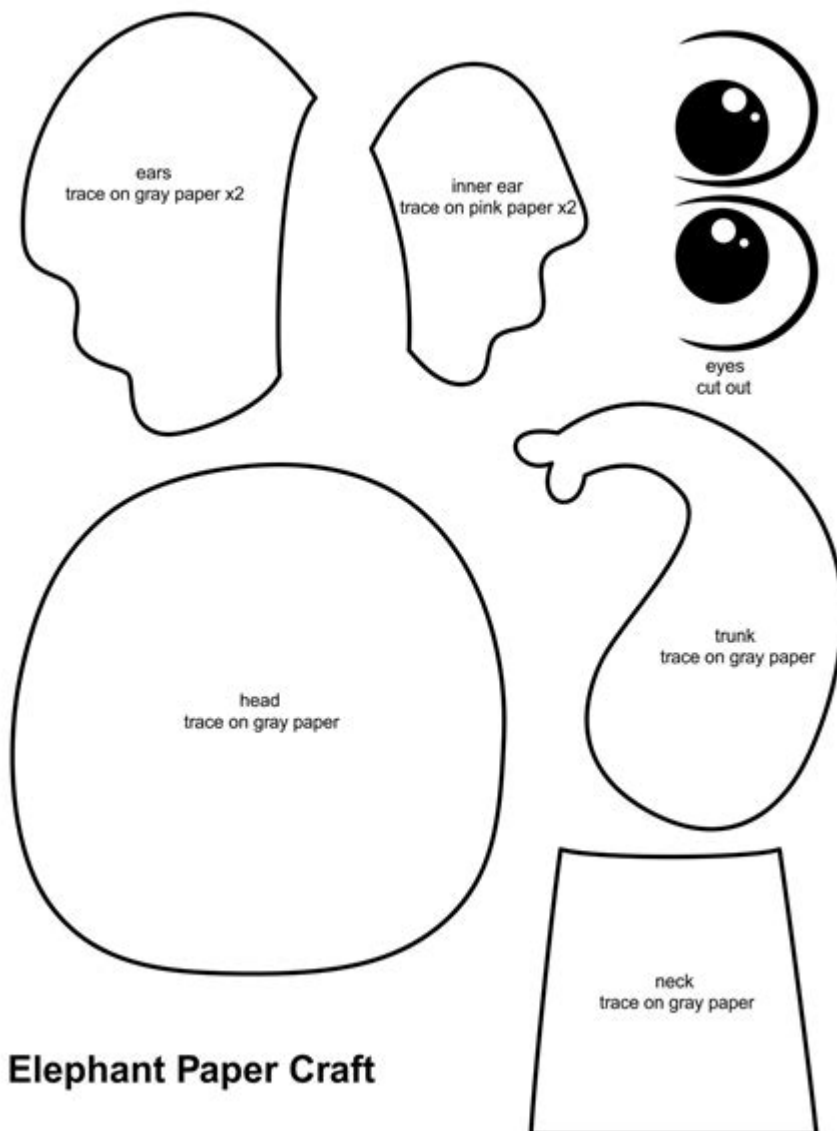 ears
trace on gray paper x2
inner ear
trace on pink paper x2
eyes
cut out
trunk
trace on gray paper
head
trace on gray paper
neck
trace on gray paper
Elephant Paper Craft